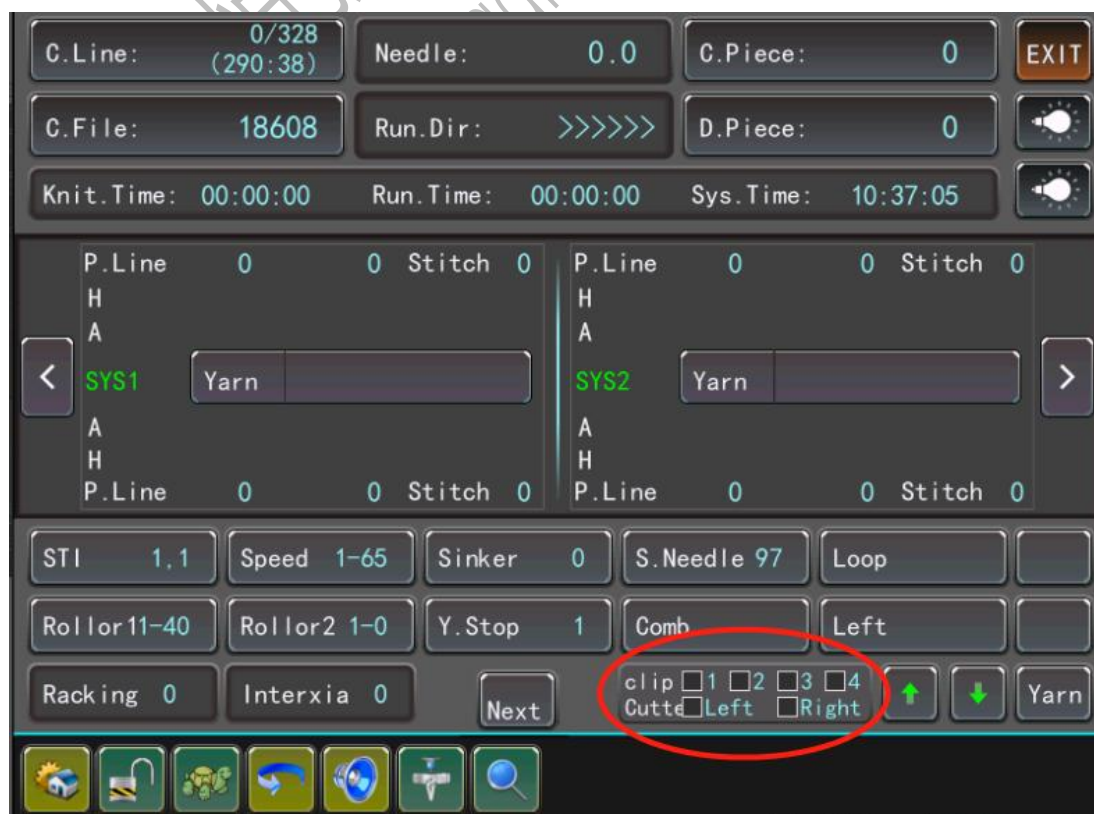 C.Line: 0/328 (290:38) Needle: 0.0 C.Piece: 0 EXIT
C.File: 18608 Run.Dir: >>>>>> D.Piece: 0
Knit.Time: 00:00:00 Run.Time: 00:00:00 Sys.Time: 10:37:05
P.Line 0 0 Stitch 0 P.Line 0 0 Stitch 0
H H
A A
< SYS1 Yarn SYS2 Yarn >
A A
H H
P.Line 0 0 Stitch 0 P.Line 0 0 Stitch 0
STI 1,1 Speed 1-65 Sinker 0 S.Needle 97 Loop
Rollor11-40 Rollor2 1-0 Y.Stop 1 Comb Left
Racking 0 Interxia 0 Next clip 1 2 3 4 Yarn
Cutte Left Right